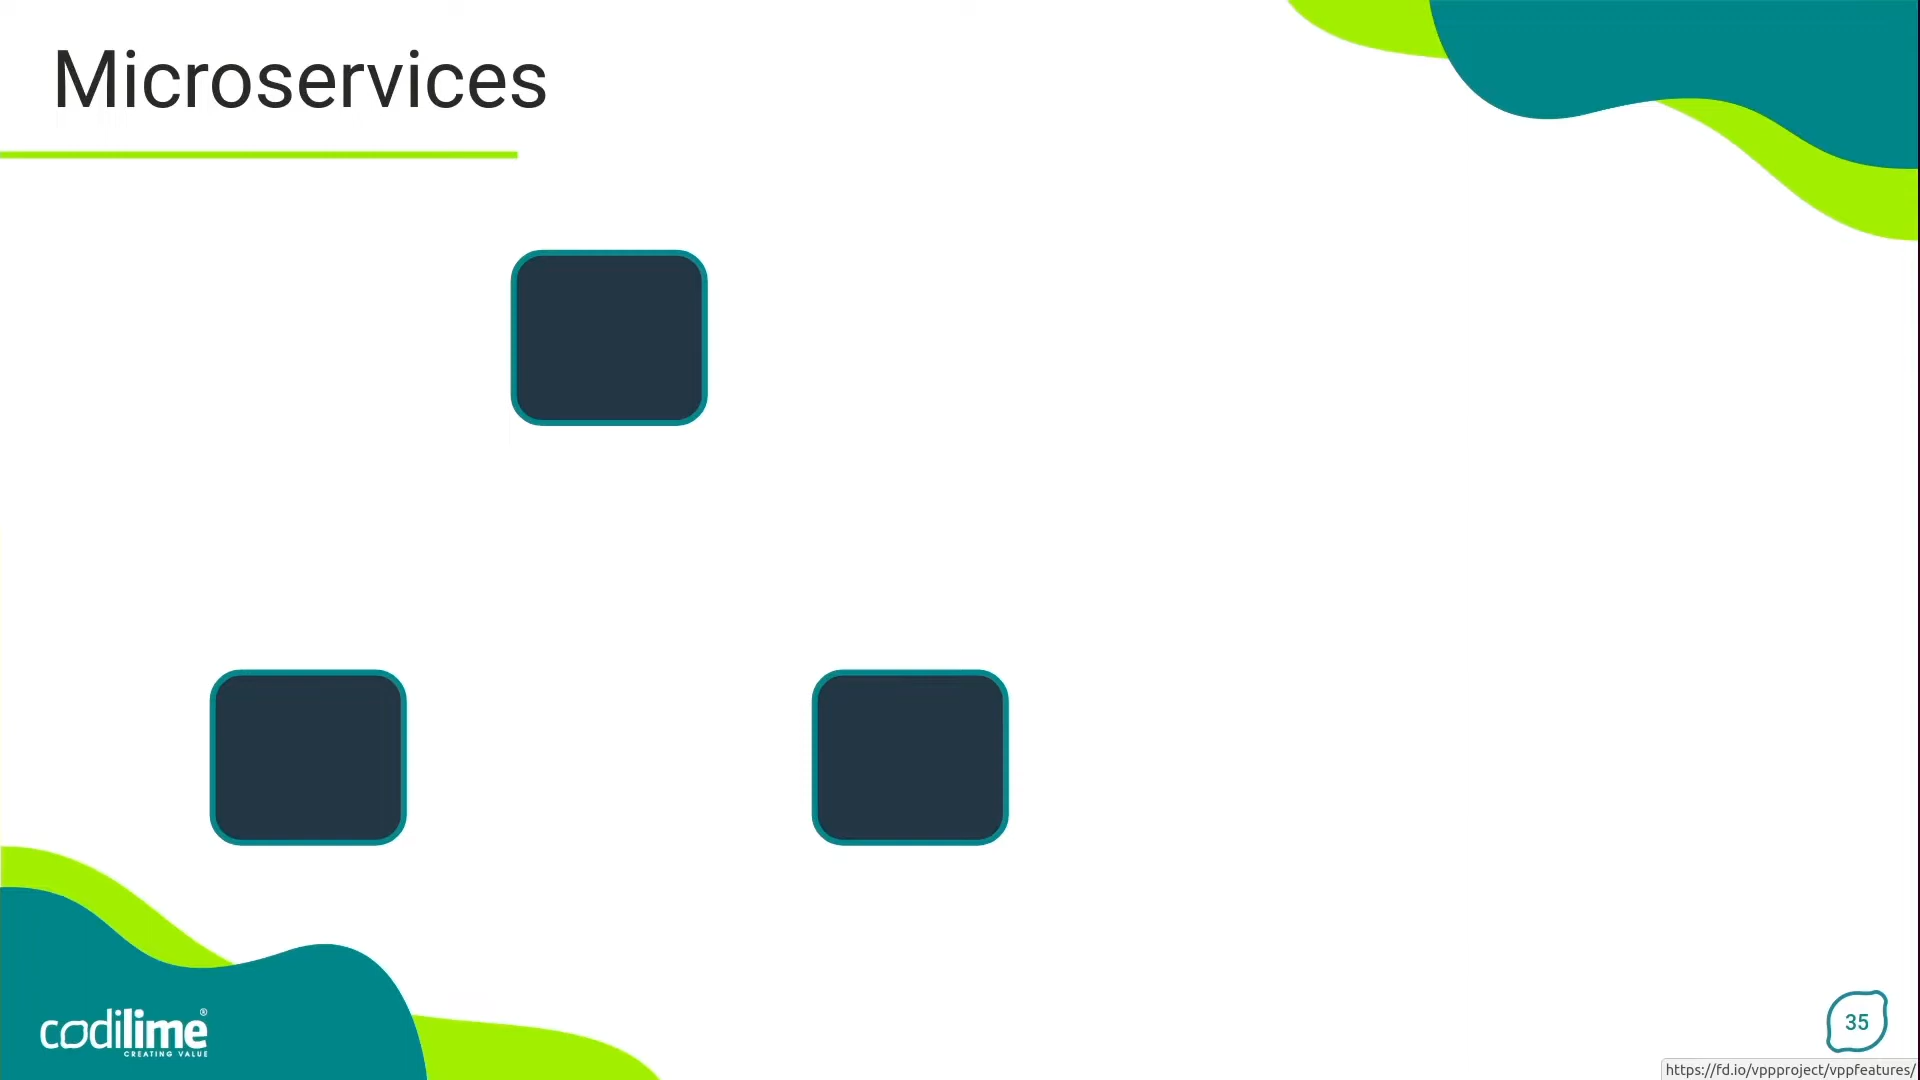 Microservices
codilime®
CREATING VALUE
35
https://fd.io/vppproject/vppfeatures/